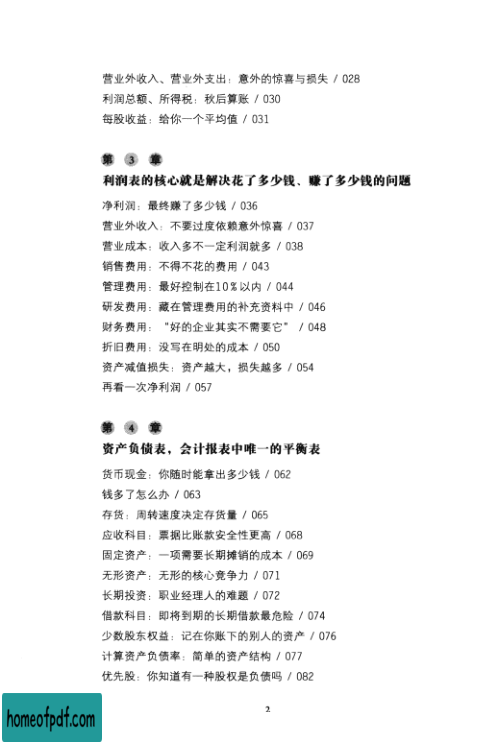 营业外收入、营业外支出：意外的惊喜与损失 / 028
利润总额、所得税：秋后算账 / 030
每股收益：给你一个平均值 / 031
第 3 章
利润表的核心就是解决花了多少钱、赚了多少钱的问题
净利润：最终赚了多少钱 / 036
营业外收入：不要过度依赖意外惊喜 / 037
营业成本：收入多不一定利润就多 / 038
销售费用：不得不花的费用 / 043
管理费用：最好控制在10%以内 / 044
研发费用：藏在管理费用的补充资料中 / 046
财务费用：“好的企业其实不需要它” / 048
折旧费用：没写在明处的成本 / 050
资产减值损失：资产越大，损失越多 / 054
再看一次净利润 / 057
第 4 章
资产负债表，会计报表中唯一的平衡表
货币现金：你随时能拿出多少钱 / 062
钱多了怎么办 / 063
存货：周转速度决定存货量 / 065
应收科目：票据比账款安全性更高 / 068
固定资产：一项需要长期摊销的成本 / 069
无形资产：无形的核心竞争力 / 071
长期投资：职业经理人的难题 / 072
借款科目：即将到期的长期借款最危险 / 074
少数股东权益：记在你账下的别人的资产 / 076
计算资产负债率：简单的资产结构 / 077
优先股：你知道有一种股权是负债吗 / 082
2
homeofpdf.com